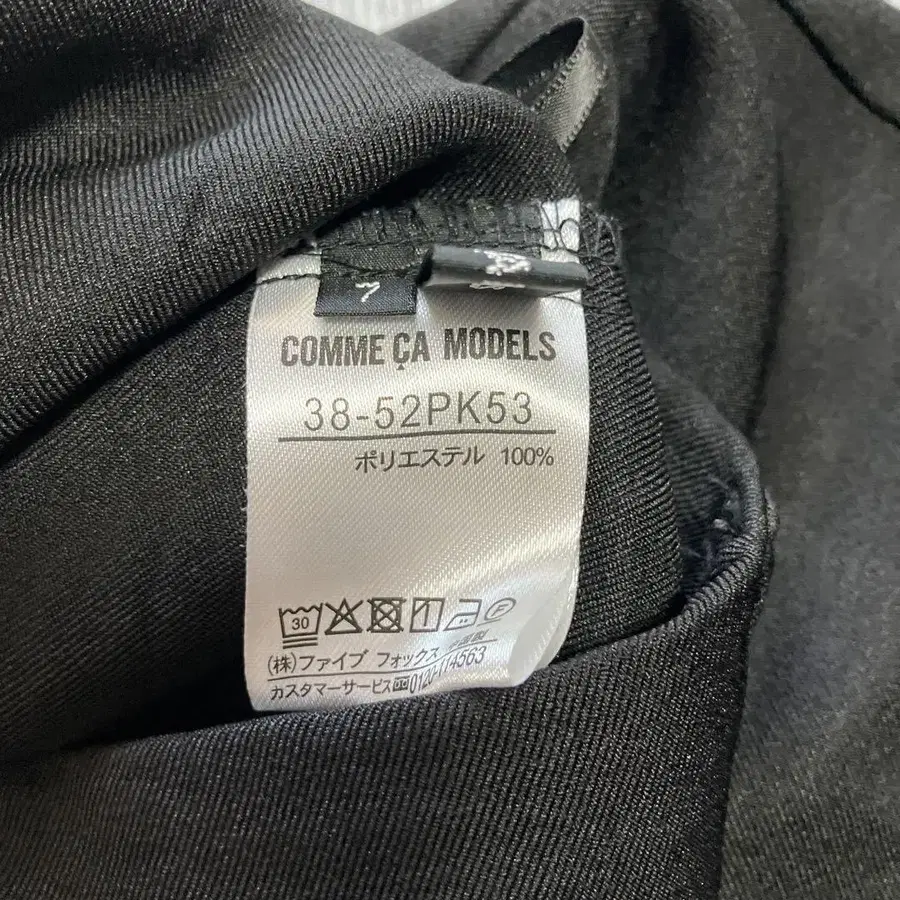 7
COMME ÇA MODELS
38-52PK53
ポリエステル 100%
30
(株)ファイブ フォックス
カスタマーサービス 0120-114563